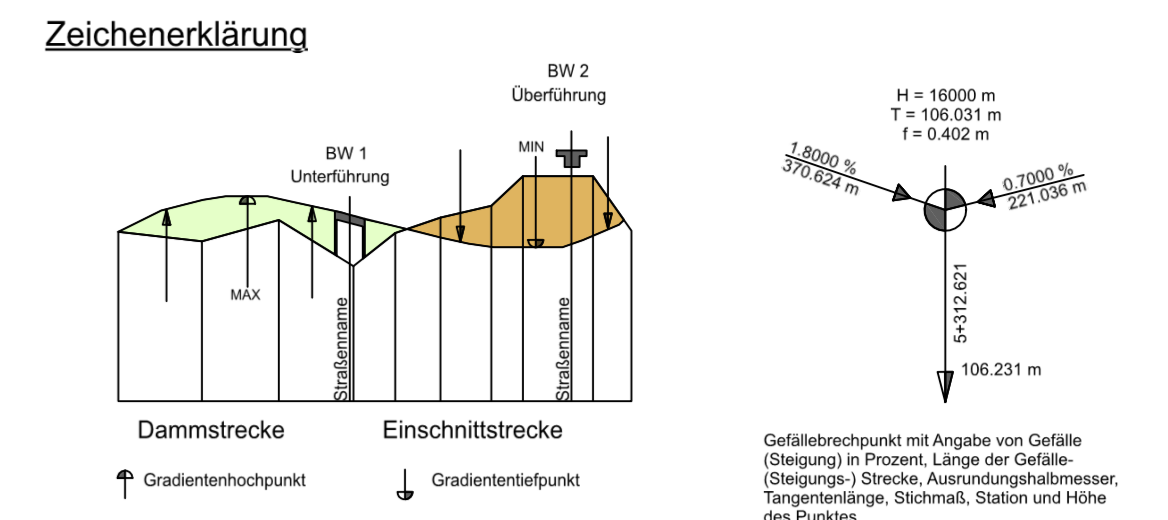 Zeichenerklärung
BW 2
Überführung
BW 1
Unterführung
MIN
MAX
Straßenname
Straßenname
Dammstrecke
Einschnittstrecke
Gradientenhochpunkt
Gradiententiefpunkt
H = 16000 m
T = 106.031 m
f = 0.402 m
1.8000 %
370.624 m
0.7000 %
221.036 m
5+312.621
106.231 m
Gefällebrechpunkt mit Angabe von Gefälle
(Steigung) in Prozent, Länge der Gefälle-
(Steigungs-) Strecke, Ausrundungshalbmesser,
Tangentenlänge, Stichmaß, Station und Höhe
des Punktes